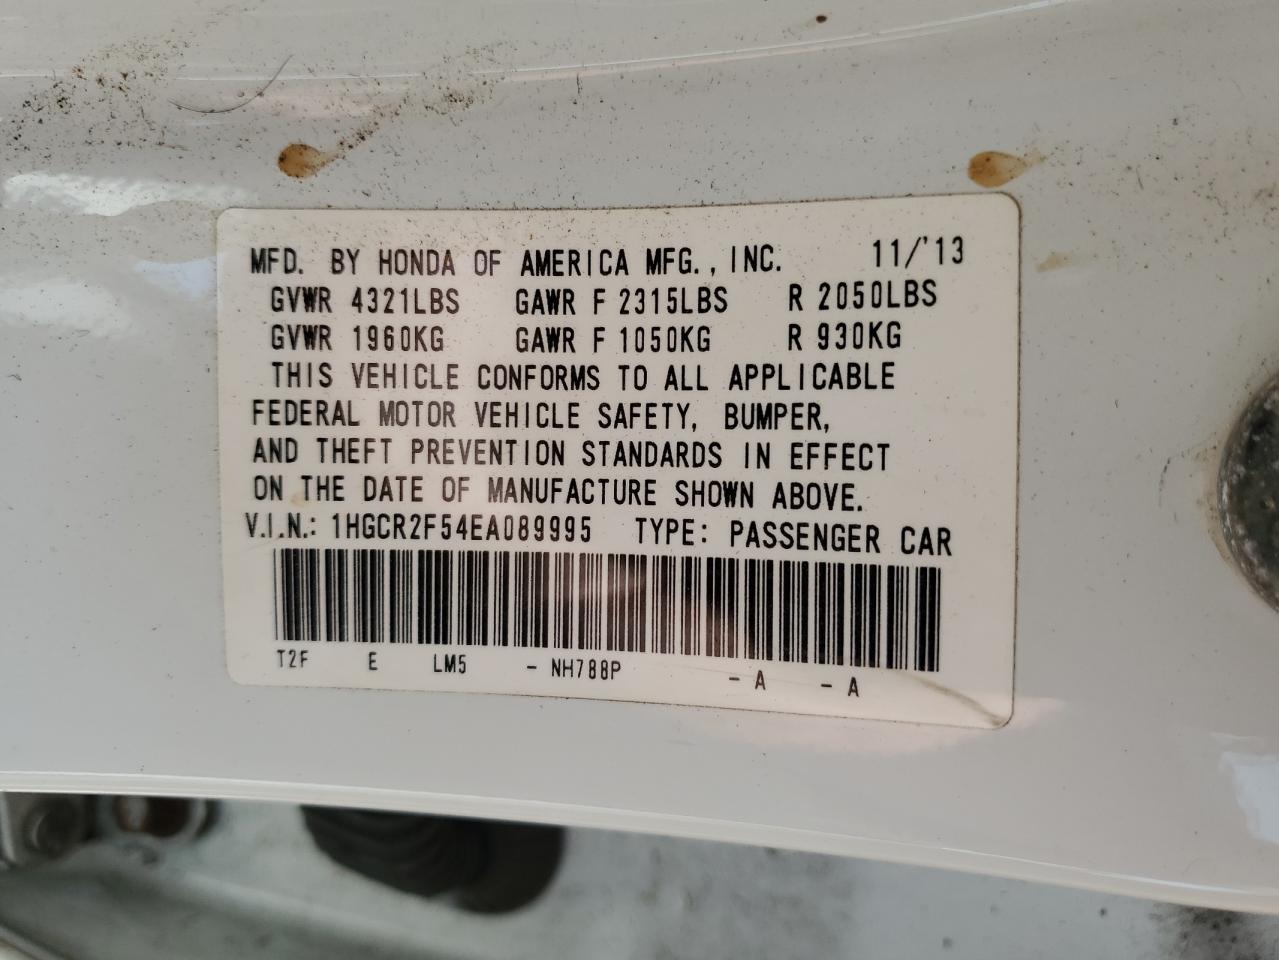 MFD. BY HONDA OF AMERICA MFG., INC. 11/'13
GVWR 4321LBS GAWR F 2315LBS R 2050LBS
GVWR 1960KG GAWR F 1050KG R 930KG
THIS VEHICLE CONFORMS TO ALL APPLICABLE
FEDERAL MOTOR VEHICLE SAFETY, BUMPER,
AND THEFT PREVENTION STANDARDS IN EFFECT
ON THE DATE OF MANUFACTURE SHOWN ABOVE.
V.I.N.: 1HGCR2F54EA089995 TYPE: PASSENGER CAR
T2F E LM5 - NH788P - A - A